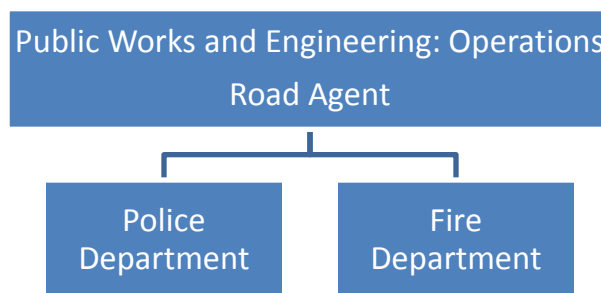 Public Works and Engineering: Operations
Road Agent
Police
Department
Fire
Department